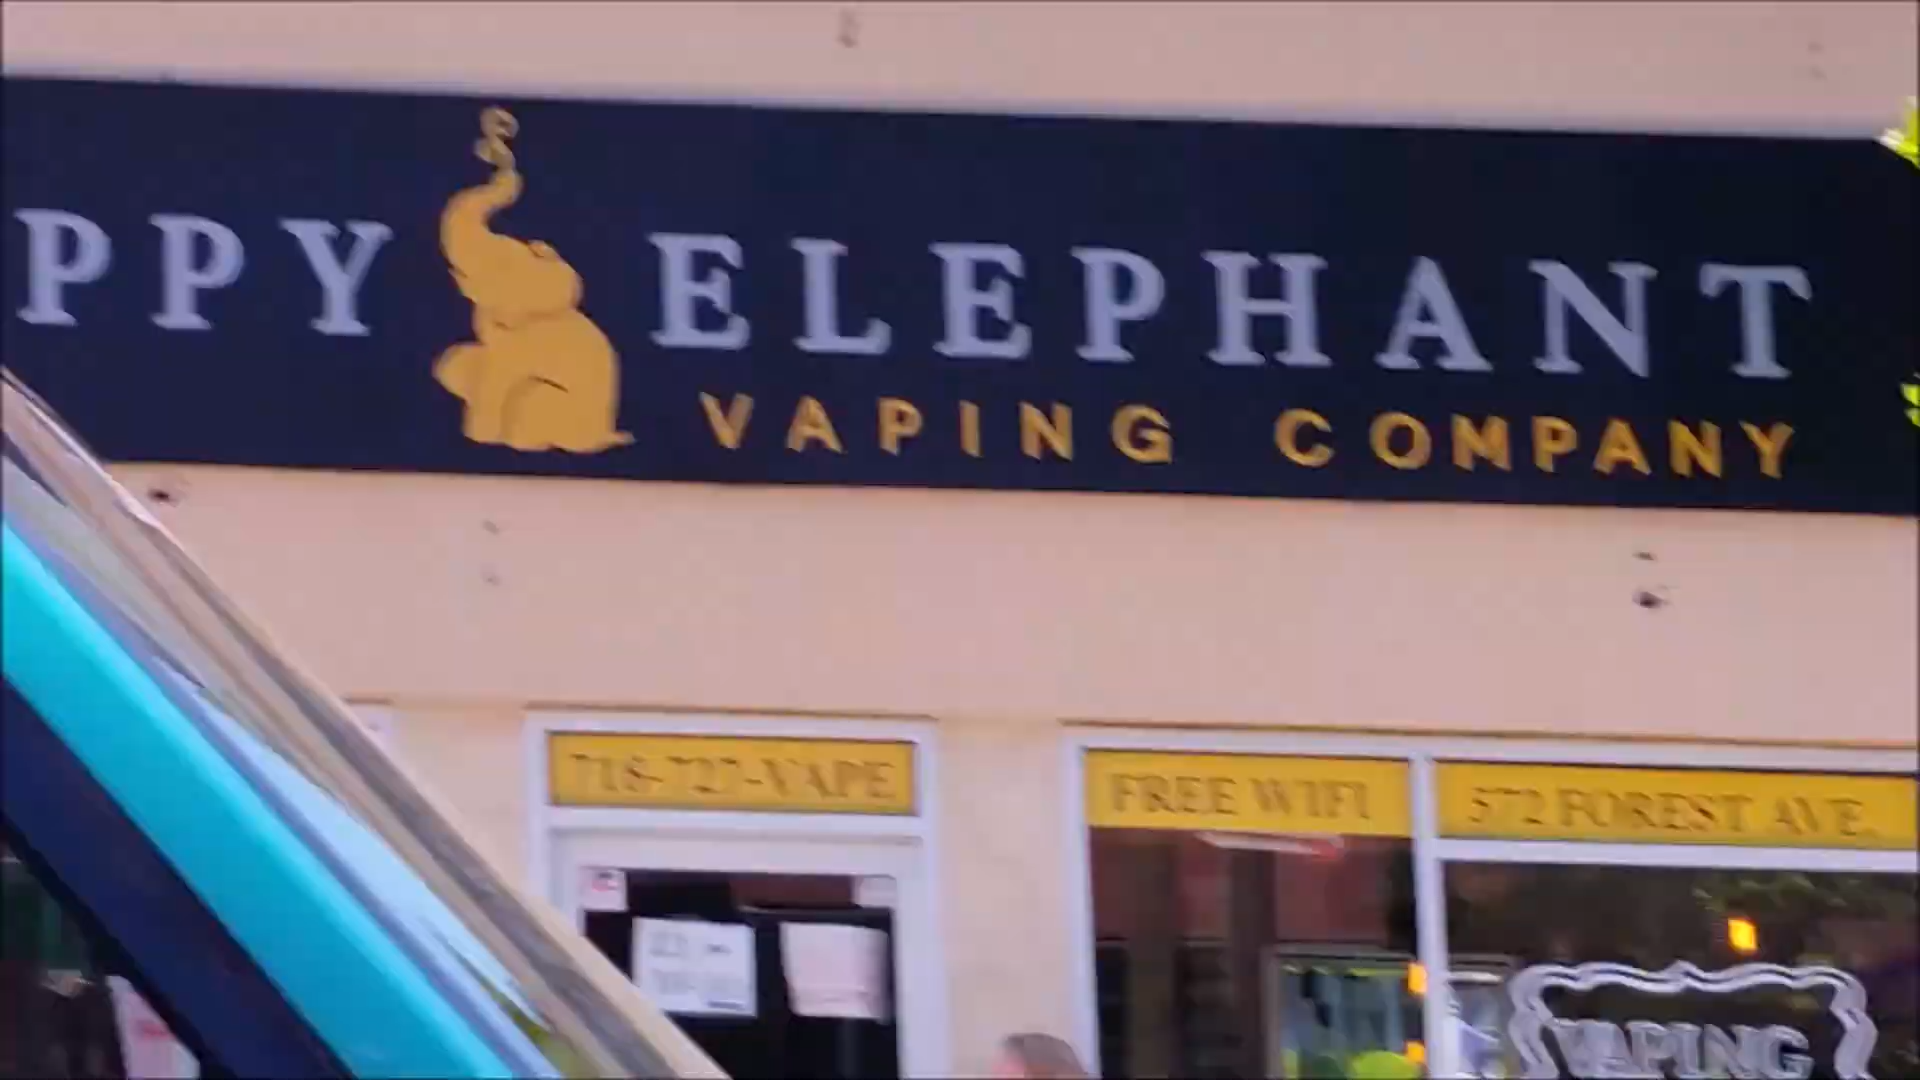 PPY ELEPHANT
VAPING COMPANY
718-727-VAPE
FREE WIFI
572 FOREST AVE.
VAPING